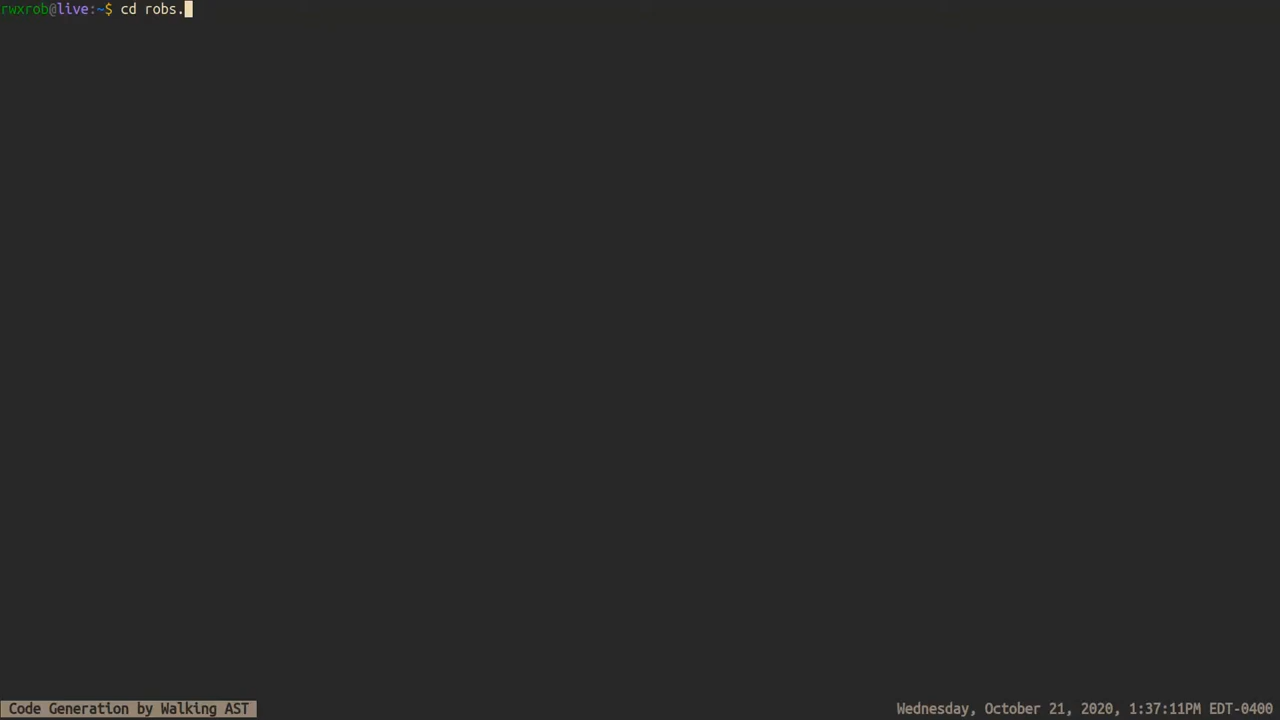 rwxrob@live:~$ cd robs.
Code Generation by Walking AST
Wednesday, October 21, 2020, 1:37:11PM EDT-0400